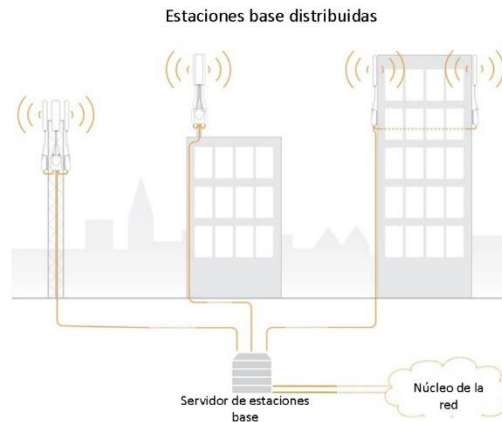 Estaciones base distribuidas
Servidor de estaciones
base
Núcleo de la
red